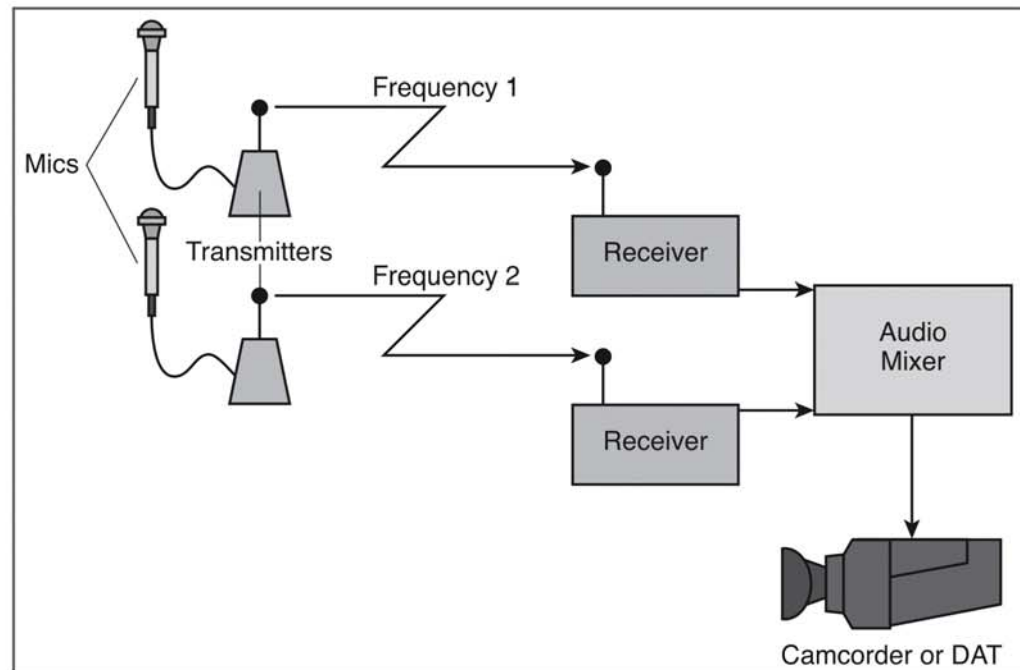 Frequency 1
Mics
Transmitters
Receiver
Frequency 2
Audio
Mixer
Receiver
Camcorder or DAT